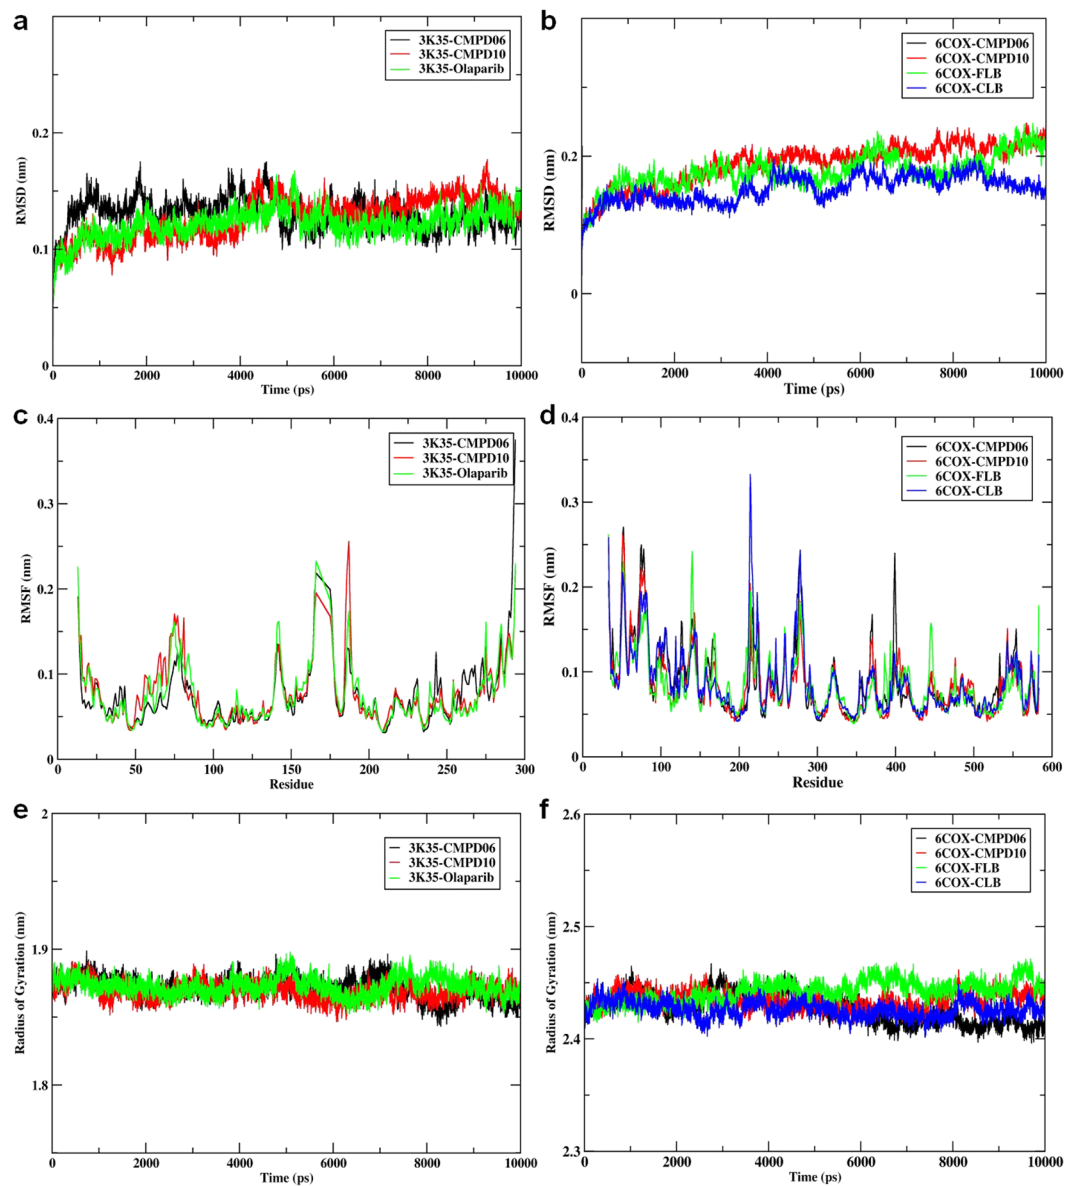 a
3K35-CMPD06
3K35-CMPD10
3K35-Olaparib
RMSD (nm)
0.2
0.1
0
0
2000
4000
6000
8000
10000
Time (ps)
b
6COX-CMPD06
6COX-CMPD10
6COX-FLB
6COX-CLB
RMSD (nm)
0.4
0.2
0
0
2000
4000
6000
8000
10000
Time (ps)
c
3K35-CMPD06
3K35-CMPD10
3K35-Olaparib
RMSF (nm)
0.4
0.3
0.2
0.1
0
0
50
100
150
200
250
300
Residue
d
6COX-CMPD06
6COX-CMPD10
6COX-FLB
6COX-CLB
RMSF (nm)
0.4
0.3
0.2
0.1
0
100
200
300
400
500
600
Residue
e
3K35-CMPD06
3K35-CMPD10
3K35-Olaparib
Radius of Gyration (nm)
2
1.9
1.8
0
2000
4000
6000
8000
10000
Time (ps)
f
6COX-CMPD06
6COX-CMPD10
6COX-FLB
6COX-CLB
Radius of Gyration (nm)
2.6
2.5
2.4
2.3
0
2000
4000
6000
8000
10000
Time (ps)